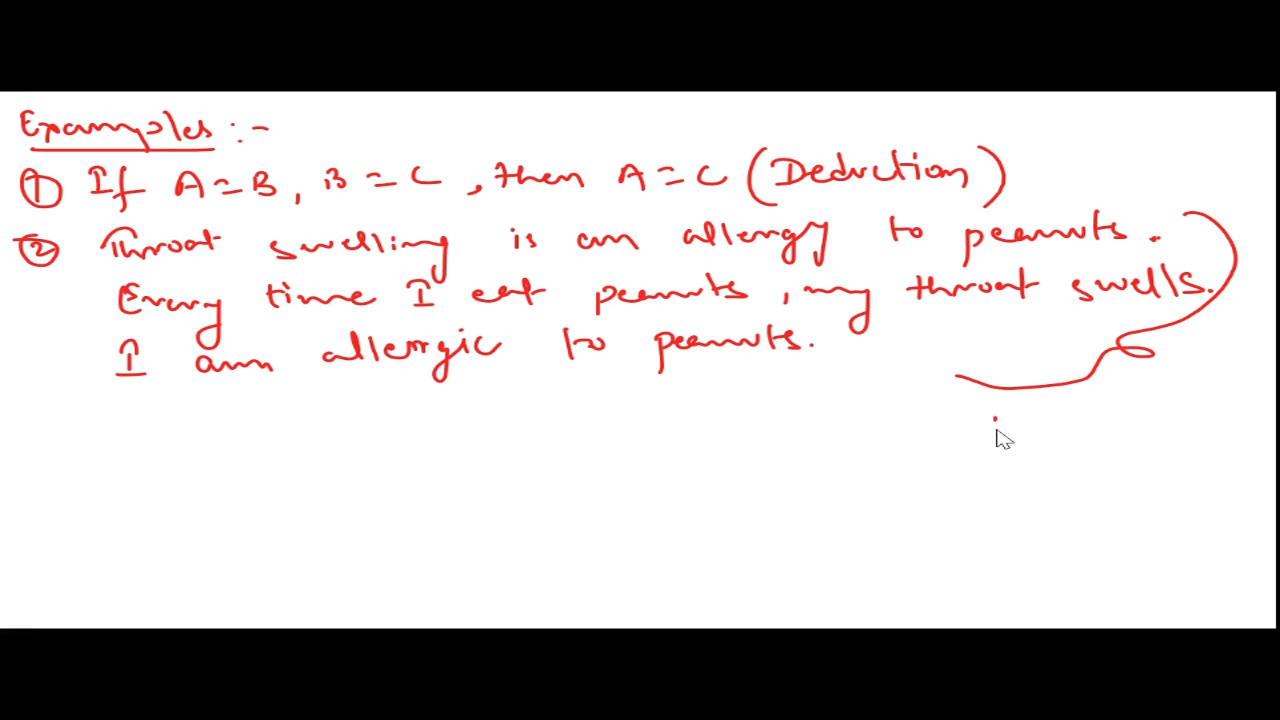 Examples :-
① If A=B, B=C, then A=C (Deduction)
② Throat swelling is an allergy to peanuts.
Every time I eat peanuts, my throat swells.
I am allergic to peanuts.